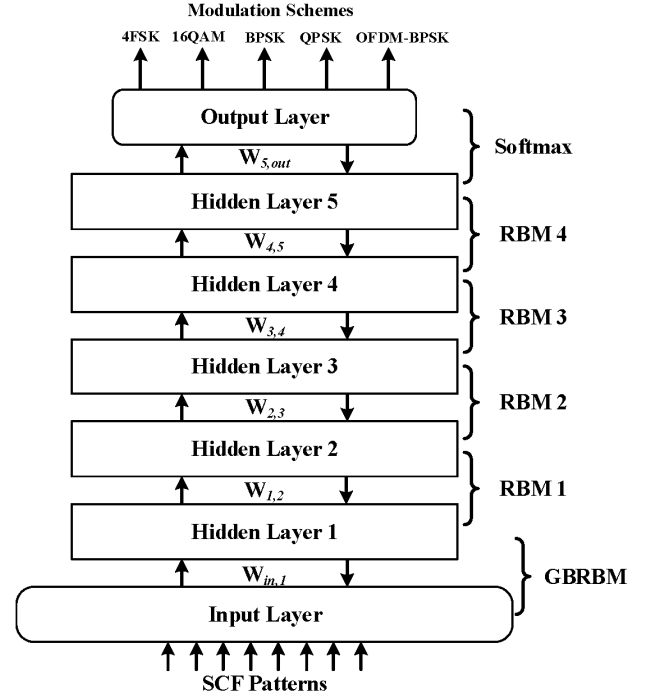 Modulation Schemes
4FSK 16QAM BPSK QPSK OFDM-BPSK
Output Layer
Softmax
W5,out
Hidden Layer 5
RBM 4
W4,5
Hidden Layer 4
RBM 3
W3,4
Hidden Layer 3
RBM 2
W2,3
Hidden Layer 2
RBM 1
W1,2
Hidden Layer 1
GBRBM
Win,1
Input Layer
SCF Patterns